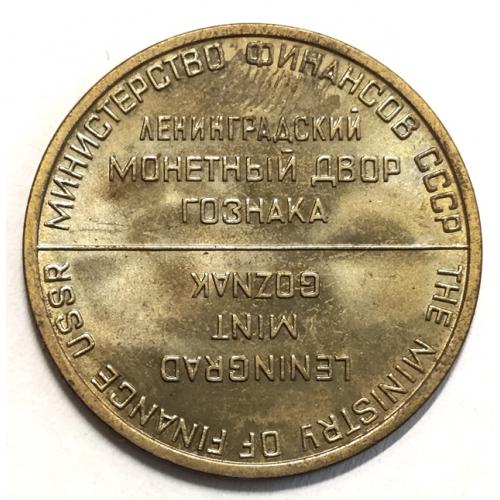 МИНИСТЕРСТВО ФИНАНСОВ СССР
ЛЕНИНГРАДСКИЙ
МОНЕТНЫЙ ДВОР
ГОЗНАКА
THE MINISTRY OF FINANCE USSR
LENINGRAD
MINT
GOZNAK